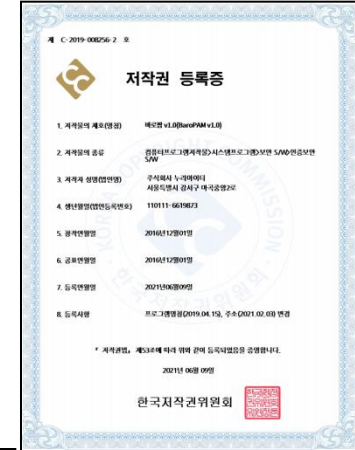 제 C-2019-008256-2 호
저작권 등록증
1. 저작물의 제호(명칭) 바로팜 v1.0(BaroPAM v1.0)
2. 저작물의 종류 컴퓨터프로그램저작물>시스템프로그램>보안 S/W>인증보안
S/W
3. 저작자 성명(법인명) 주식회사 누리아이티
서울특별시 강서구 마곡중앙2로
4. 생년월일(법인등록번호) 110111-6619873
5. 창작연월일 2016년12월01일
6. 공표연월일 2016년12월01일
7. 등록연월일 2021년06월09일
8. 등록사항 프로그램명칭(2019.04.15), 주소(2021.02.03) 변경
『 저작권법』 제53조에 따라 위와 같이 등록되었음을 증명합니다.
2021년 06월 09일
한국저작권위원회